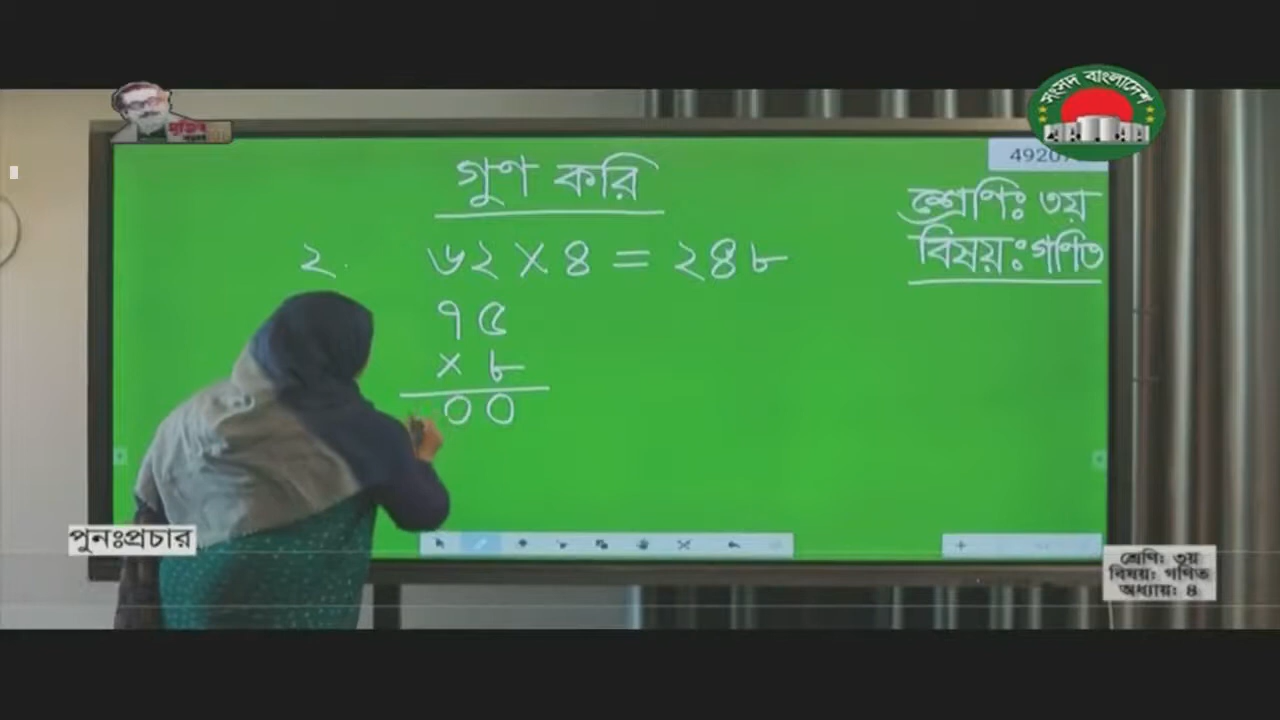 সংসদ বাংলাদেশ
গুণ করি
শ্রেণিঃ ৩য়
বিষয়ঃ গণিত
২. ৬২ × ৪ = ২৪৮
৭৫
× ৮
০০
পুনঃপ্রচার
শ্রেণি: ৩য়
বিষয়: গণিত
অধ্যায়: ৪